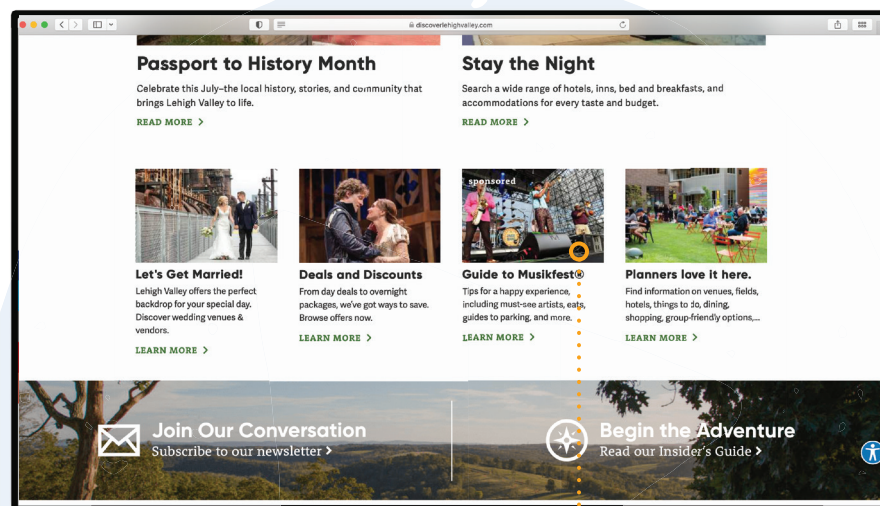 discoverlehighvalley.com
Passport to History Month
Celebrate this July–the local history, stories, and community that
brings Lehigh Valley to life.
READ MORE >
Stay the Night
Search a wide range of hotels, inns, bed and breakfasts, and
accommodations for every taste and budget.
READ MORE >
Let's Get Married!
Lehigh Valley offers the perfect
backdrop for your special day.
Discover wedding venues &
vendors.
LEARN MORE >
Deals and Discounts
From day deals to overnight
packages, we've got ways to save.
Browse offers now.
LEARN MORE >
sponsored
Guide to Musikfest®
Tips for a happy experience,
including must-see artists, eats,
guides to parking, and more.
LEARN MORE >
Planners love it here.
Find information on venues, fields,
hotels, things to do, dining,
shopping, group-friendly options,...
LEARN MORE >
Join Our Conversation
Subscribe to our newsletter >
Begin the Adventure
Read our Insider's Guide >